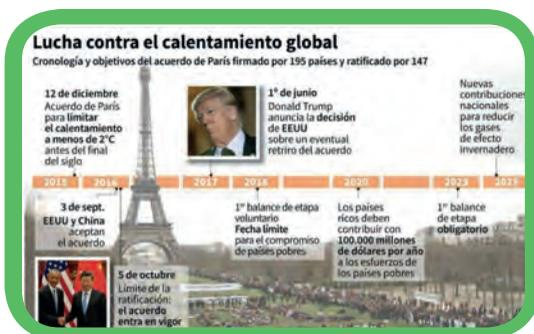 Lucha contra el calentamiento global
Cronología y objetivos del acuerdo de París firmado por 195 países y ratificado por 147
12 de diciembre
Acuerdo de París
para limitar
el calentamiento
a menos de 2°C
antes del final
del siglo
1º de junio
Donald Trump
anuncia la decisión
de EEUU
sobre un eventual
retiro del acuerdo
Nuevas
contribuciones
nacionales
para reducir
los gases
de efecto
invernadero
2015 2016 2017 2018 2020 2023 2025
3 de sept.
EEUU y China
aceptan
el acuerdo
5 de octubre
Límite de la
ratificación:
el acuerdo
entra en vigor
1er balance de etapa
voluntario
Fecha límite
para el compromiso
de países pobres
Los países
ricos deben
contribuir con
100.000 millones
de dólares por año
a los esfuerzos de
los países pobres
1er balance
de etapa
obligatorio